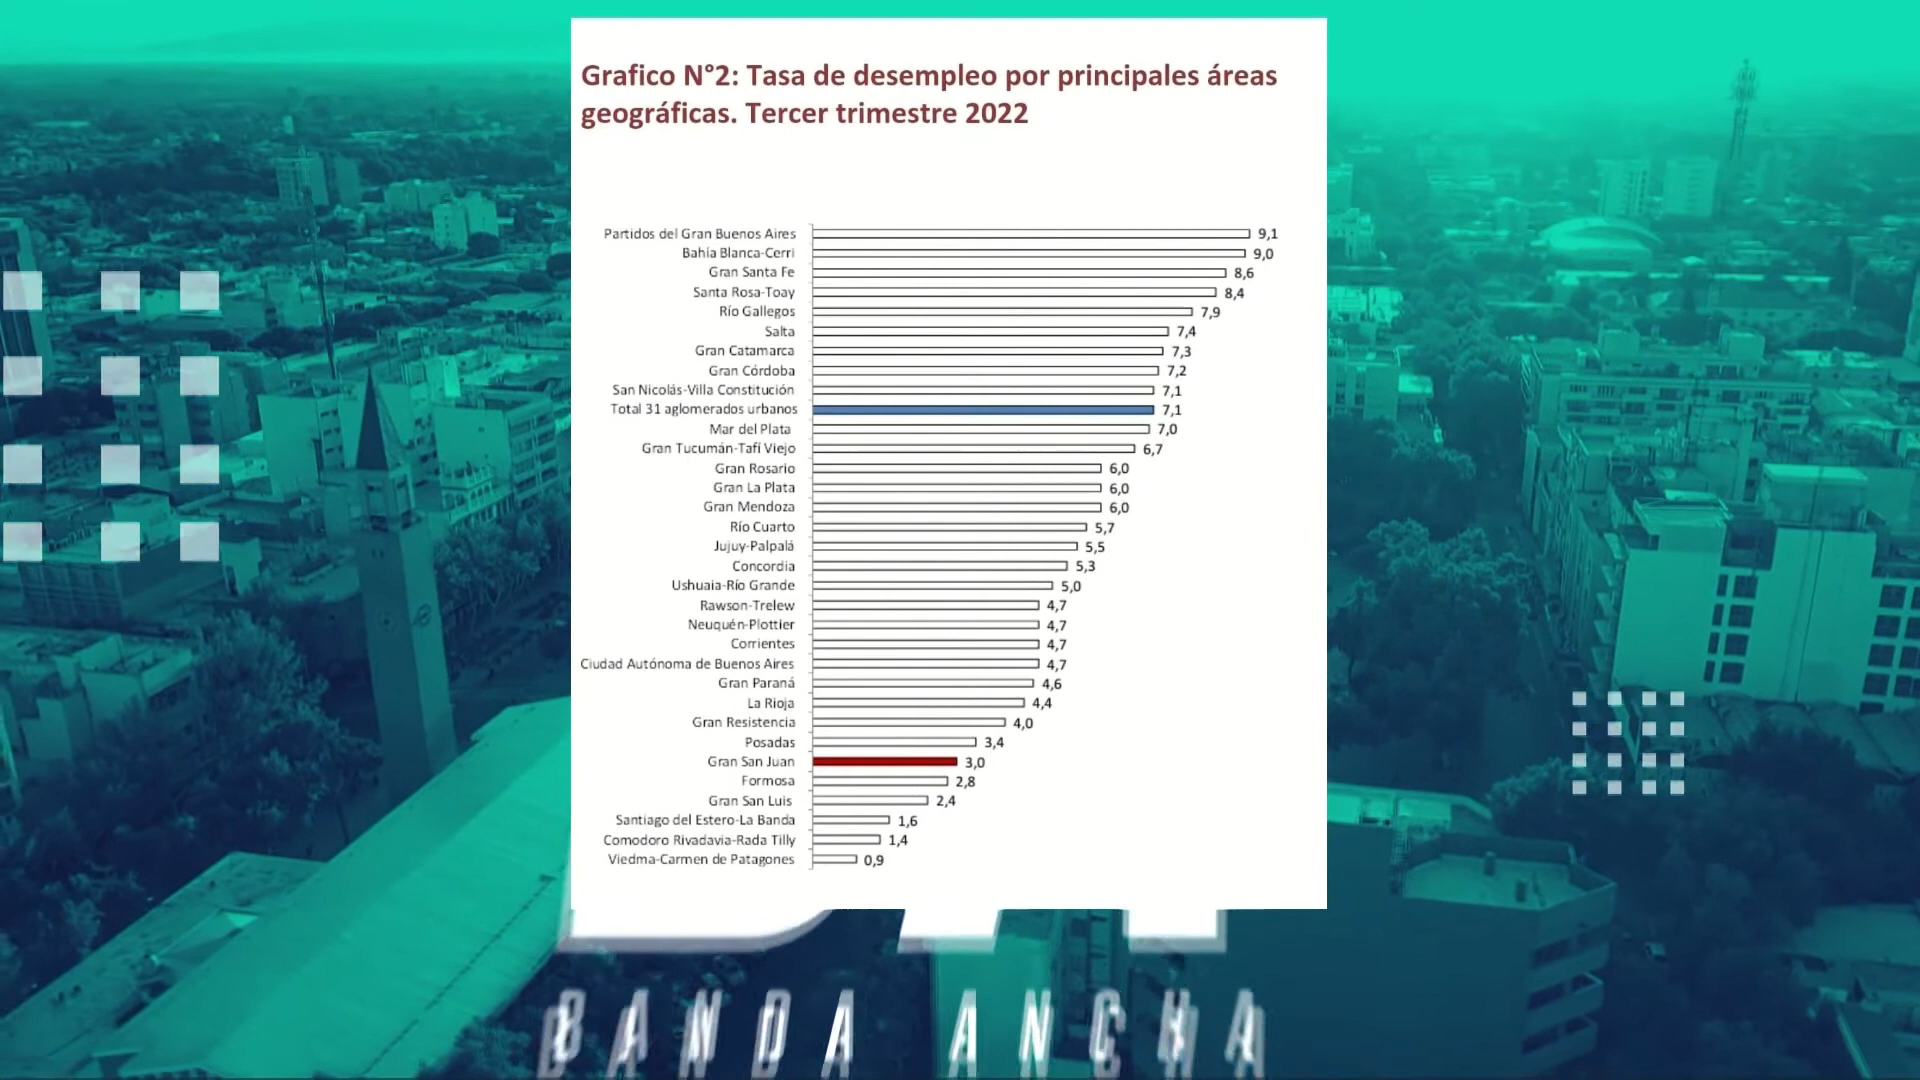 Grafico N°2: Tasa de desempleo por principales áreas
geográficas. Tercer trimestre 2022
Partidos del Gran Buenos Aires 9,1
Bahía Blanca-Cerri 9,0
Gran Santa Fe 8,6
Santa Rosa-Toay 8,4
Río Gallegos 7,9
Salta 7,4
Gran Catamarca 7,3
Gran Córdoba 7,2
San Nicolás-Villa Constitución 7,1
Total 31 aglomerados urbanos 7,1
Mar del Plata 7,0
Gran Tucumán-Tafí Viejo 6,7
Gran Rosario 6,0
Gran La Plata 6,0
Gran Mendoza 6,0
Río Cuarto 5,7
Jujuy-Palpalá 5,5
Concordia 5,3
Ushuaia-Río Grande 5,0
Rawson-Trelew 4,7
Neuquén-Plottier 4,7
Corrientes 4,7
Ciudad Autónoma de Buenos Aires 4,7
Gran Paraná 4,6
La Rioja 4,4
Gran Resistencia 4,0
Posadas 3,4
Gran San Juan 3,0
Formosa 2,8
Gran San Luis 2,4
Santiago del Estero-La Banda 1,6
Comodoro Rivadavia-Rada Tilly 1,4
Viedma-Carmen de Patagones 0,9
BANDA ANCHA